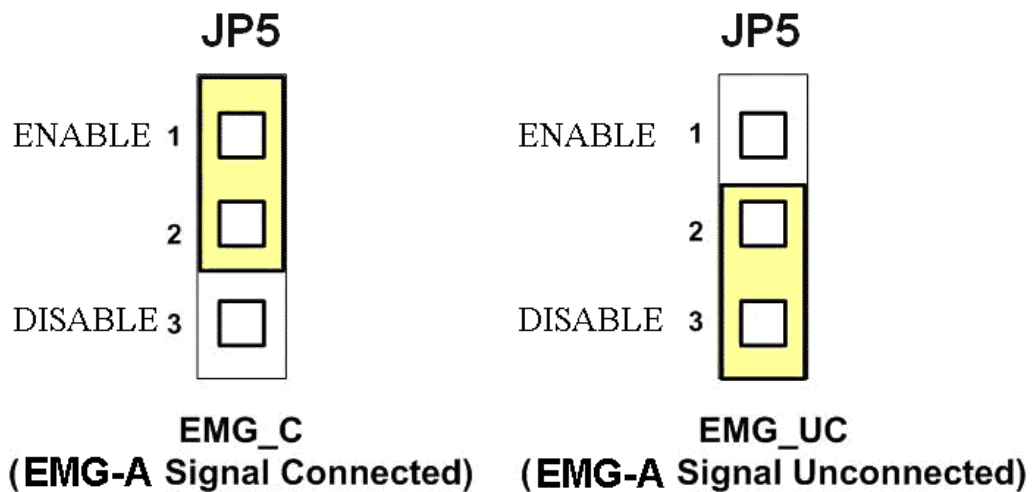 JP5
ENABLE 1
2
DISABLE 3
EMG_C
(EMG-A Signal Connected)
JP5
ENABLE 1
2
DISABLE 3
EMG_UC
(EMG-A Signal Unconnected)